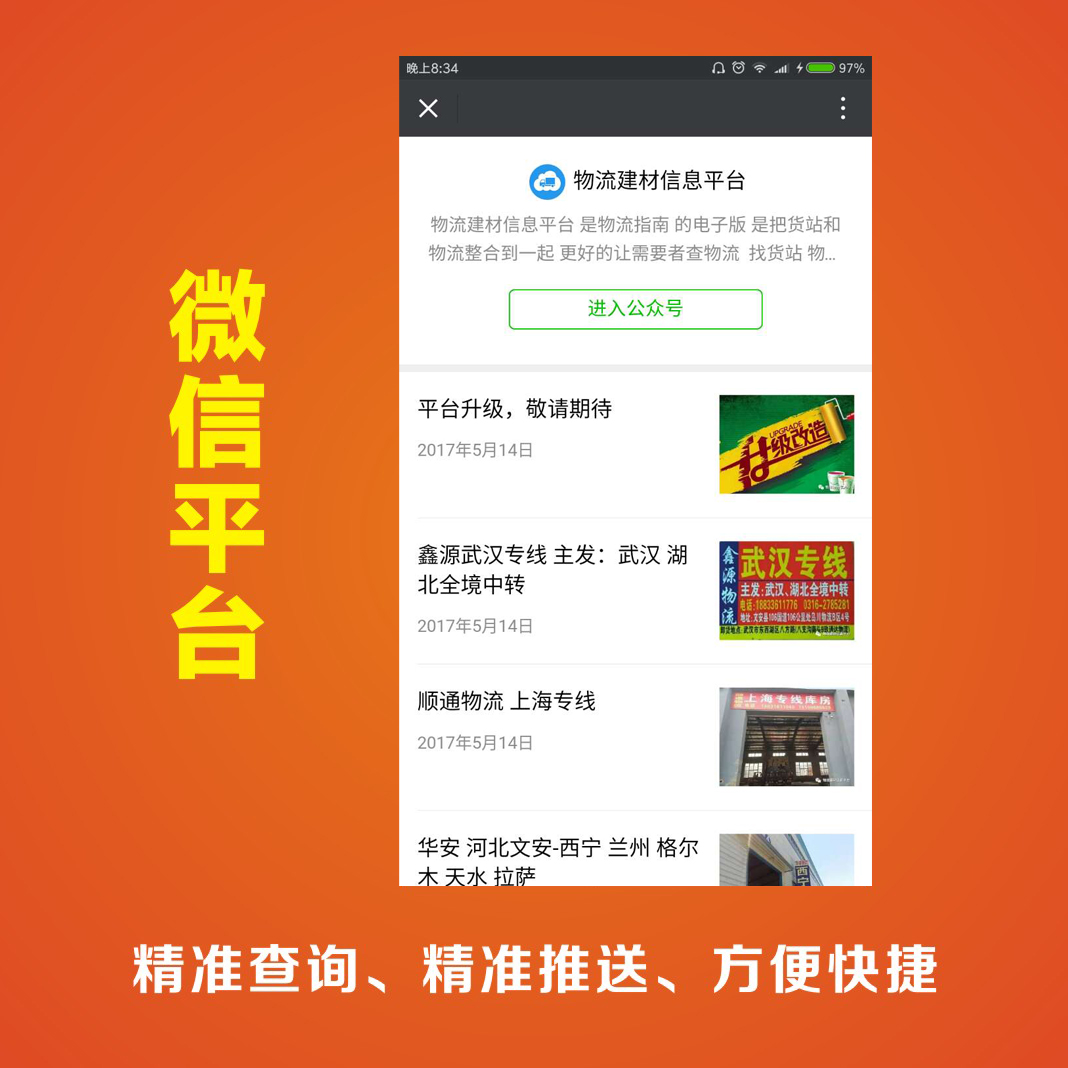 微信平台
晚上8:34
97%
物流建材信息平台
物流建材信息平台 是物流指南 的电子版 是把货站和
物流整合到一起 更好的让需要者查物流 找货站 物...
进入公众号
平台升级，敬请期待
2017年5月14日
UPGRADE
升级改造
鑫源武汉专线 主发：武汉 湖
北全境中转
2017年5月14日
鑫源物流
武汉专线
主发:武汉、湖北全境中转
电话:18833611776 0316-2785281
顺通物流 上海专线
2017年5月14日
上海专线库房
华安 河北文安-西宁 兰州 格尔
木 天水 拉萨
西宁
精准查询、精准推送、方便快捷